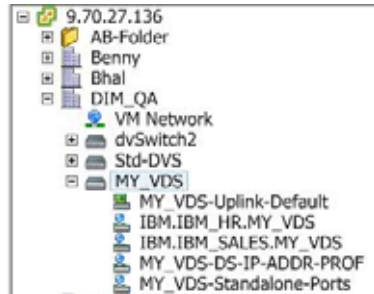 9.70.27.136
AB-Folder
Benny
Bhal
DIM_QA
VM Network
dvSwitch2
Std-DVS
MY_VDS
MY_VDS-Uplink-Default
IBM.IBM_HR.MY_VDS
IBM.IBM_SALES.MY_VDS
MY_VDS-DS-IP-ADDR-PROF
MY_VDS-Standalone-Ports